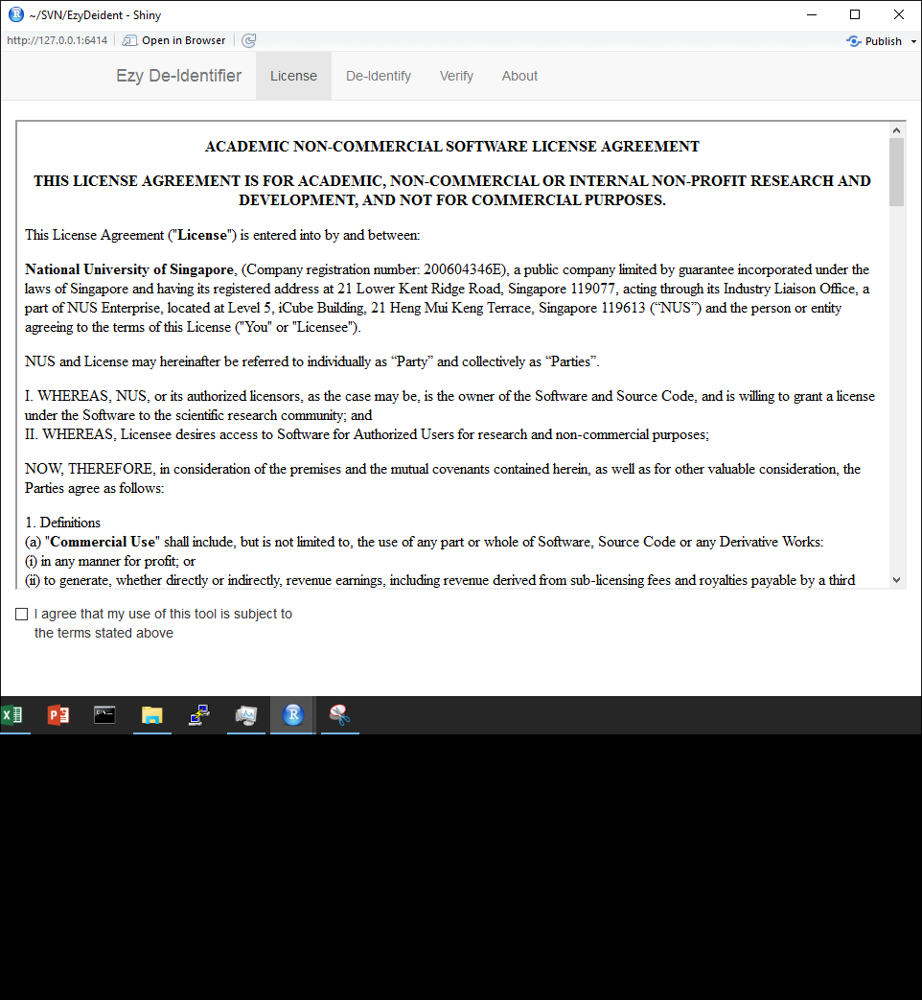 ~/SVN/EzyDeident - Shiny
http://127.0.0.1:6414 Open in Browser Publish
Ezy De-Identifier License De-Identify Verify About
ACADEMIC NON-COMMERCIAL SOFTWARE LICENSE AGREEMENT
THIS LICENSE AGREEMENT IS FOR ACADEMIC, NON-COMMERCIAL OR INTERNAL NON-PROFIT RESEARCH AND
DEVELOPMENT, AND NOT FOR COMMERCIAL PURPOSES.
This License Agreement ("License") is entered into by and between:
National University of Singapore, (Company registration number: 200604346E), a public company limited by guarantee incorporated under the
laws of Singapore and having its registered address at 21 Lower Kent Ridge Road, Singapore 119077, acting through its Industry Liaison Office, a
part of NUS Enterprise, located at Level 5, iCube Building, 21 Heng Mui Keng Terrace, Singapore 119613 (“NUS”) and the person or entity
agreeing to the terms of this License ("You" or "Licensee").
NUS and License may hereinafter be referred to individually as “Party” and collectively as “Parties”.
I. WHEREAS, NUS, or its authorized licensors, as the case may be, is the owner of the Software and Source Code, and is willing to grant a license
under the Software to the scientific research community; and
II. WHEREAS, Licensee desires access to Software for Authorized Users for research and non-commercial purposes;
NOW, THEREFORE, in consideration of the premises and the mutual covenants contained herein, as well as for other valuable consideration, the
Parties agree as follows:
1. Definitions
(a) "Commercial Use" shall include, but is not limited to, the use of any part or whole of Software, Source Code or any Derivative Works:
(i) in any manner for profit; or
(ii) to generate, whether directly or indirectly, revenue earnings, including revenue derived from sub-licensing fees and royalties payable by a third
I agree that my use of this tool is subject to
the terms stated above